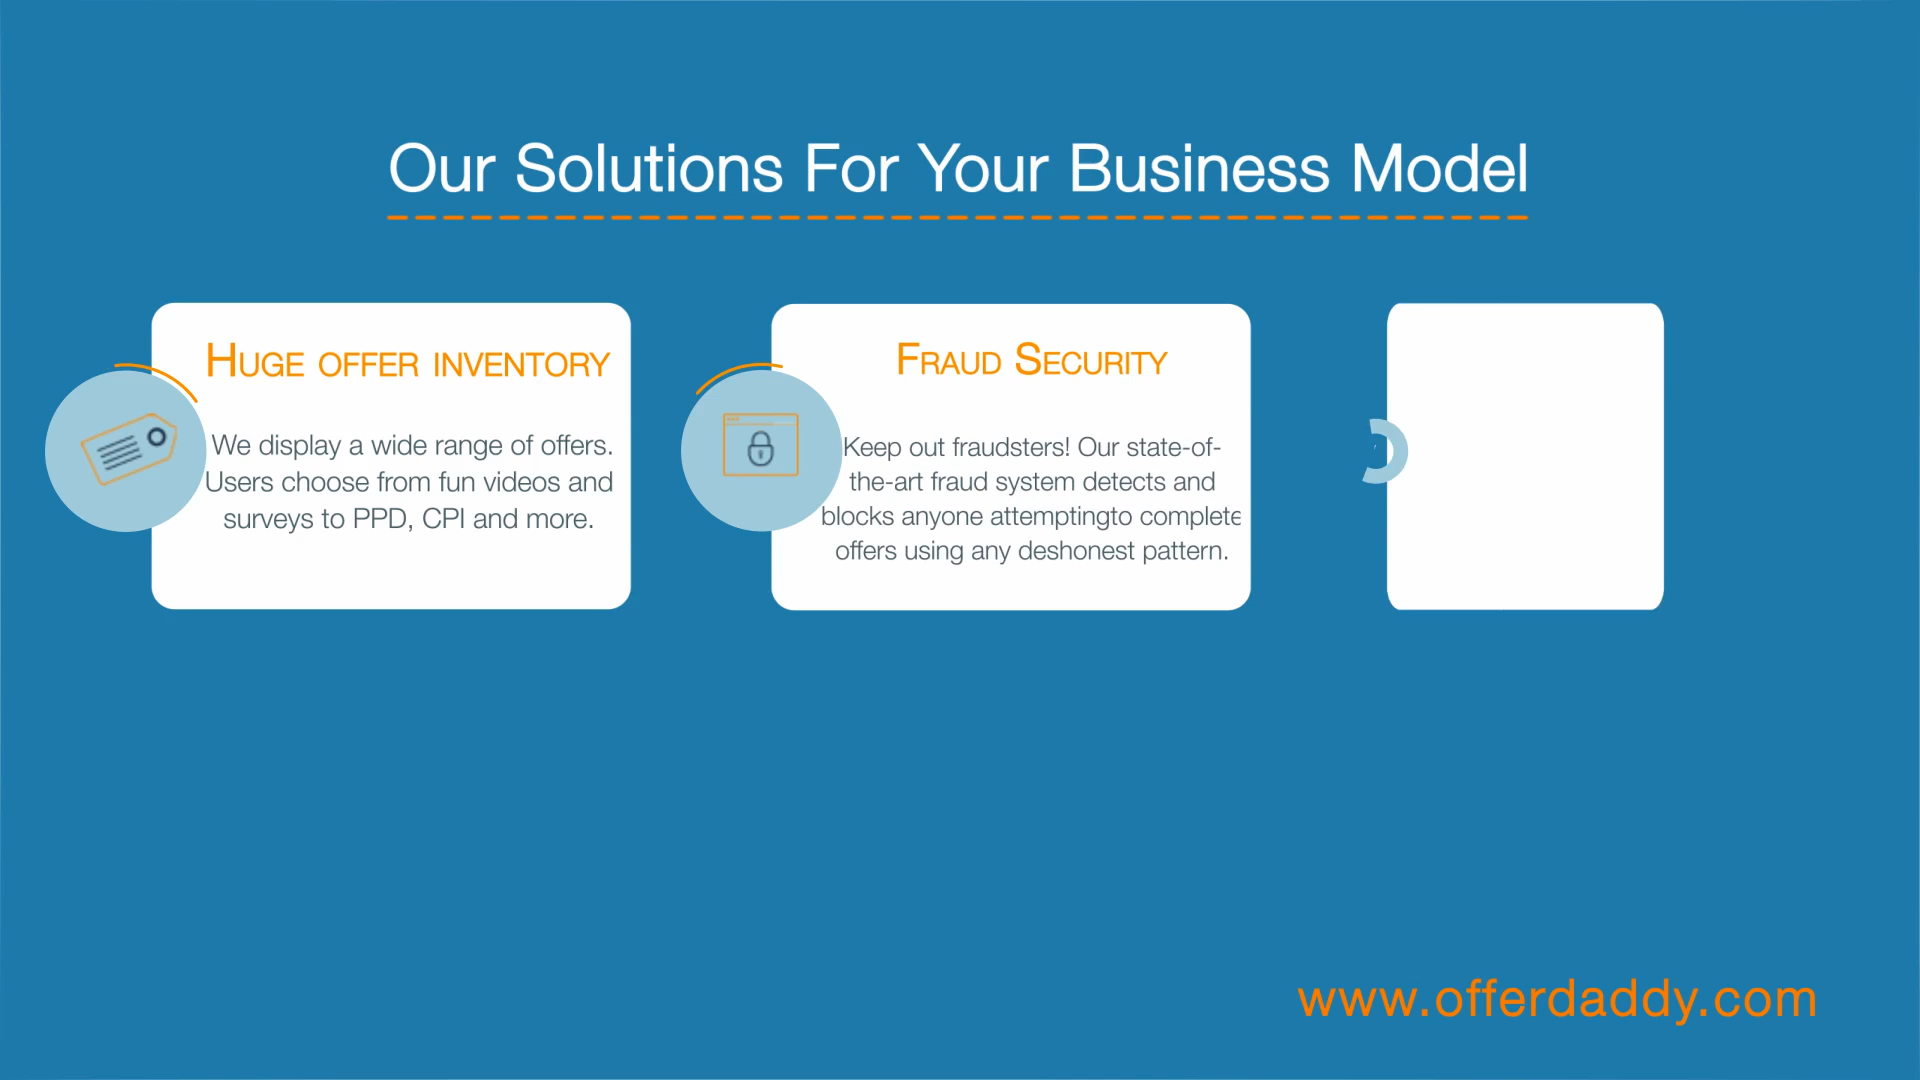 Our Solutions For Your Business Model
Huge offer inventory
We display a wide range of offers.
Users choose from fun videos and
surveys to PPD, CPI and more.
Fraud Security
Keep out fraudsters! Our state-of-
the-art fraud system detects and
blocks anyone attemptingto complete
offers using any deshonest pattern.
www.offerdaddy.com